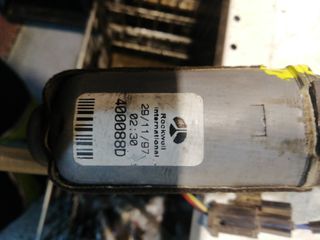 Rockwell
International
29/11/97
02:30
400088D